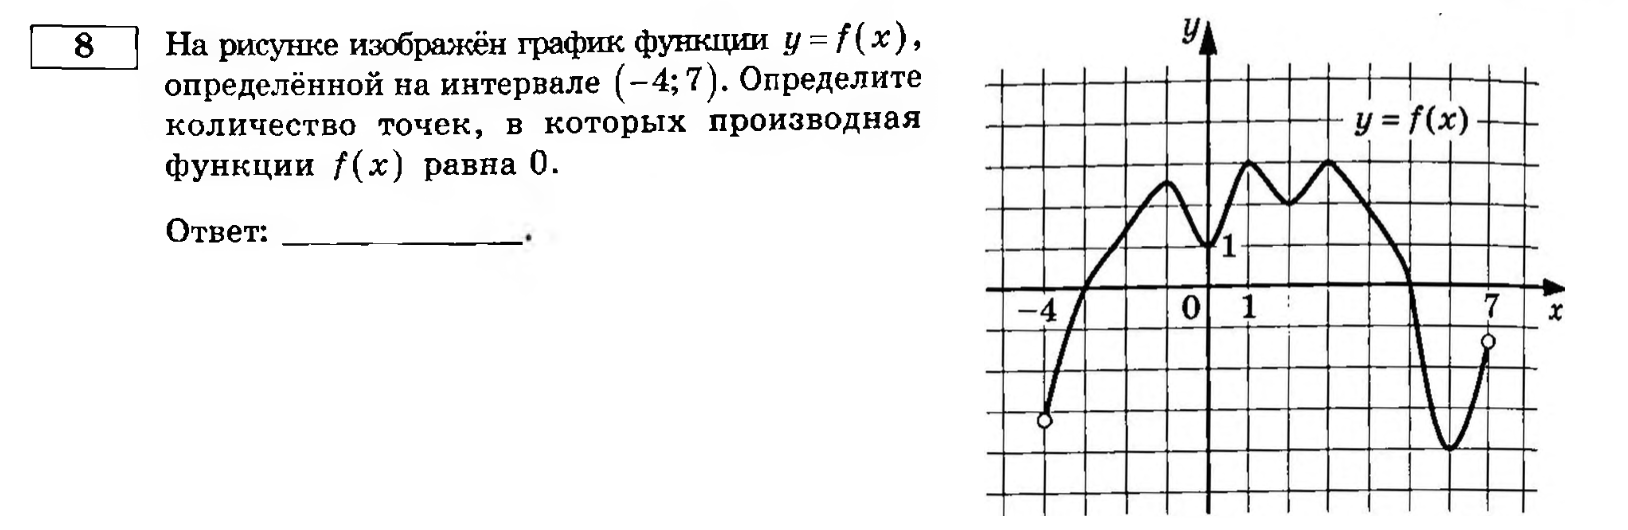 8
На рисунке изображён график функции y = f(x),
определённой на интервале (−4; 7). Определите
количество точек, в которых производная
функции f(x) равна 0.
Ответ: ________________.
y
y = f(x)
1
−4
0
1
7
x